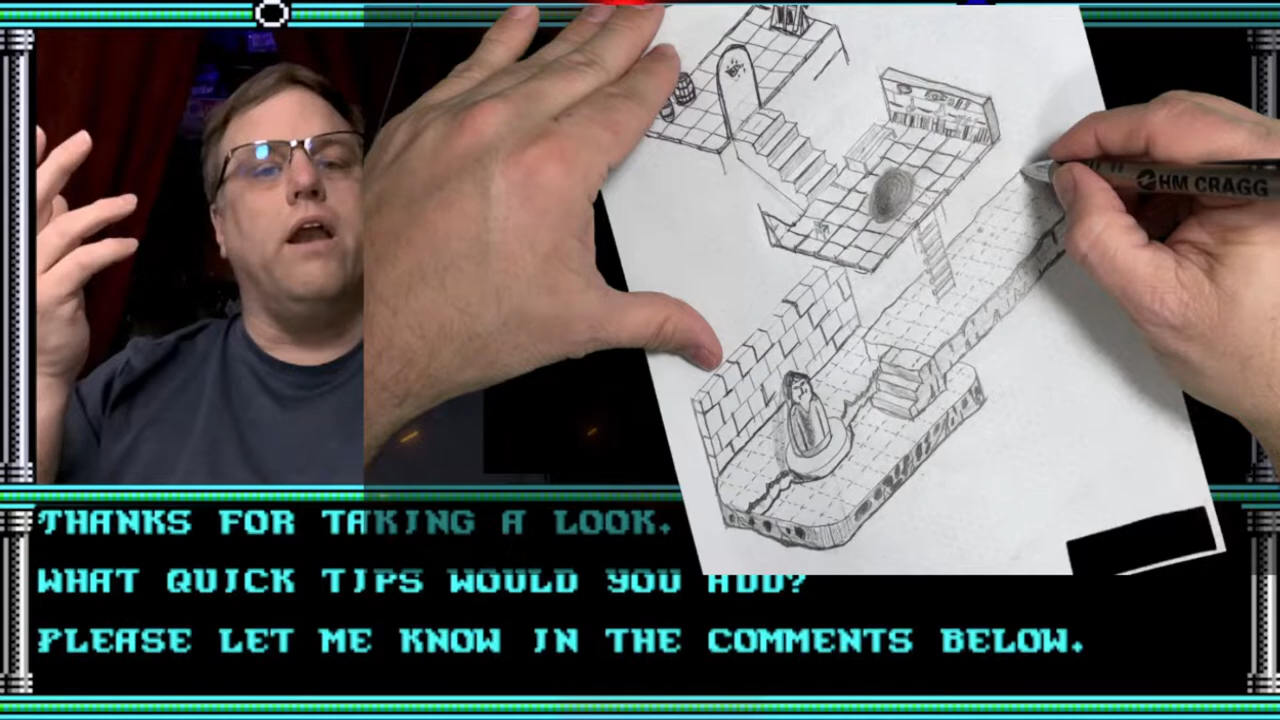 HM CRAGG
THANKS FOR TAKING A LOOK.
WHAT QUICK TIPS WOULD YOU ADD?
PLEASE LET ME KNOW IN THE COMMENTS BELOW.